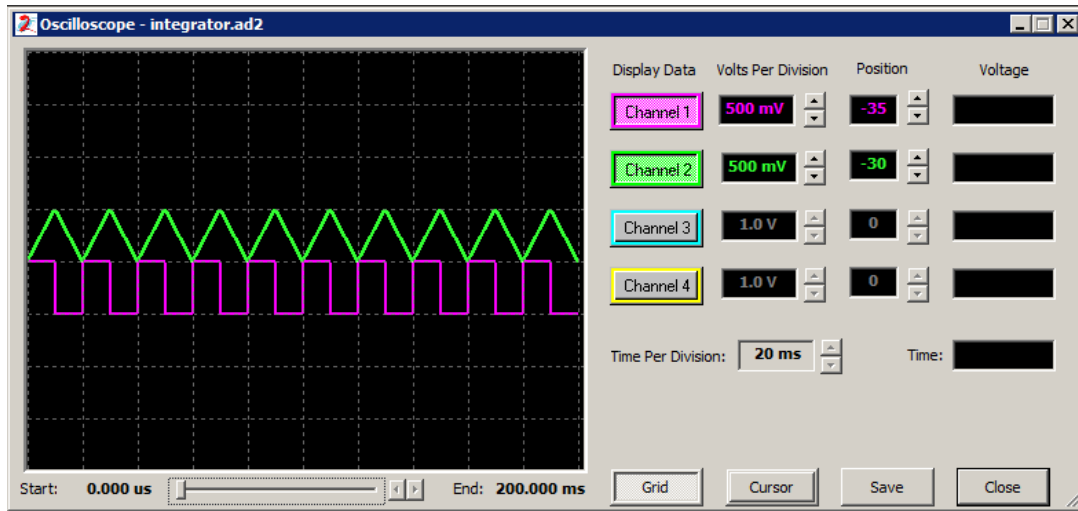 Oscilloscope - integrator.ad2
Display Data Volts Per Division Position Voltage
Channel 1 500 mV -35
Channel 2 500 mV -30
Channel 3 1.0 V 0
Channel 4 1.0 V 0
Time Per Division: 20 ms Time:
Start: 0.000 us End: 200.000 ms Grid Cursor Save Close